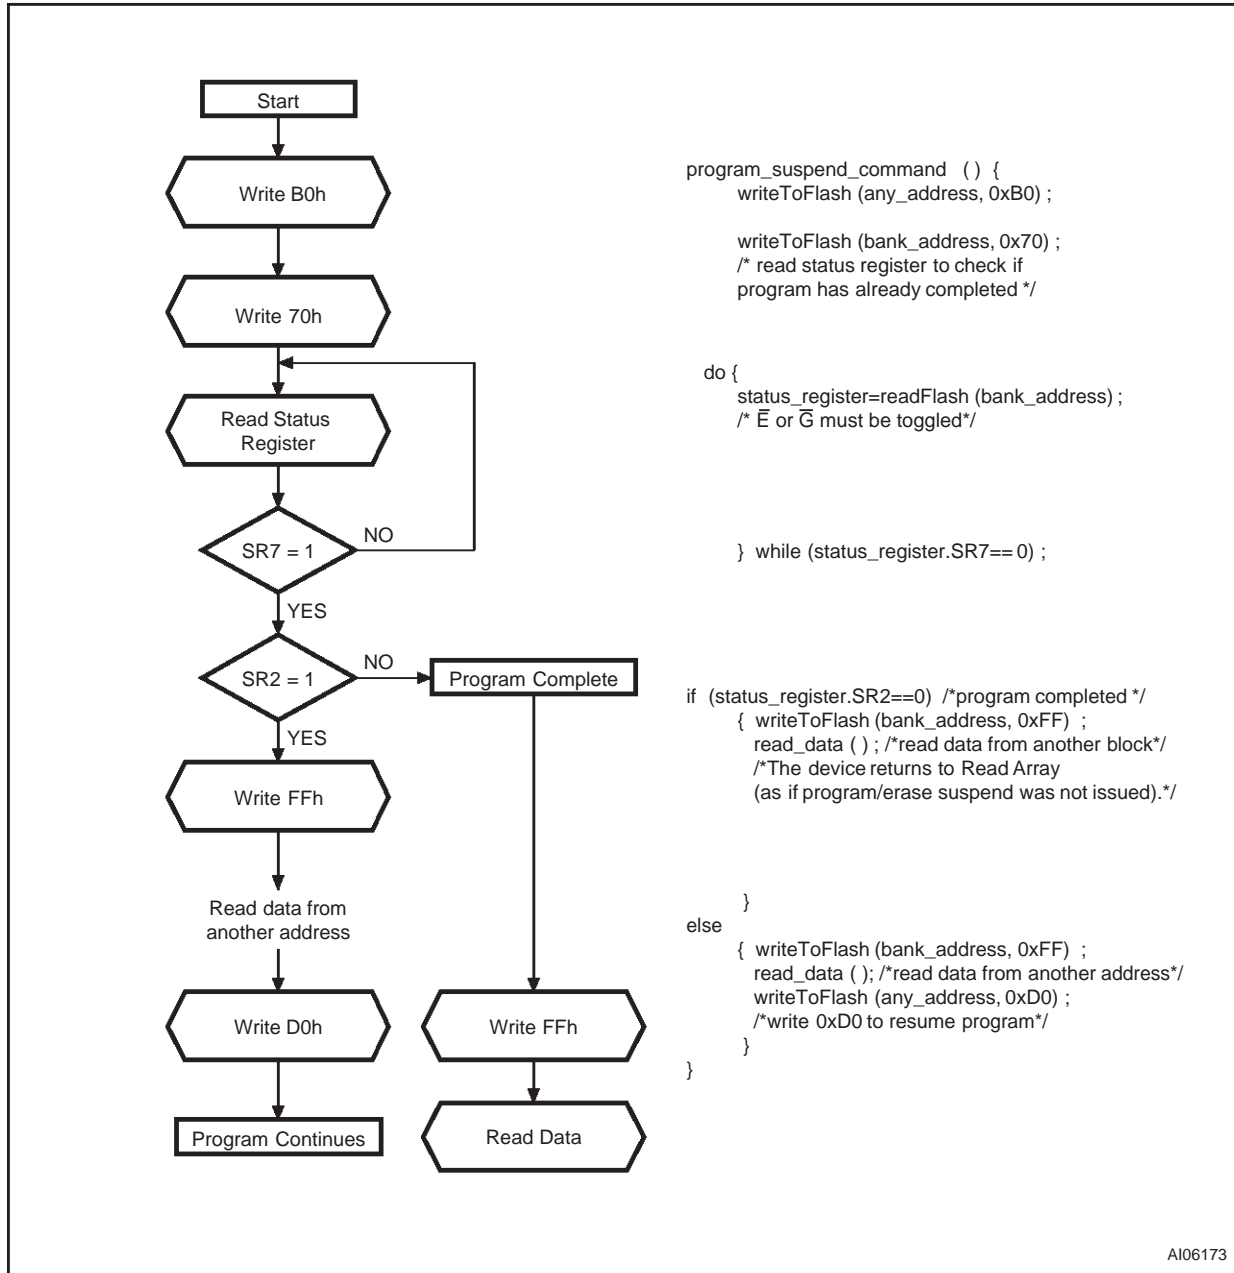 Start
Write B0h
Write 70h
Read Status
Register
SR7 = 1
NO
YES
SR2 = 1
NO
Program Complete
YES
Write FFh
Read data from
another address
Write D0h
Program Continues
Write FFh
Read Data
program_suspend_command ( ) {
writeToFlash (any_address, 0xB0) ;
writeToFlash (bank_address, 0x70) ;
/* read status register to check if
program has already completed */
do {
status_register=readFlash (bank_address) ;
/* E̅ or G̅ must be toggled*/
} while (status_register.SR7== 0) ;
if (status_register.SR2==0) /*program completed */
{ writeToFlash (bank_address, 0xFF) ;
read_data ( ) ; /*read data from another block*/
/*The device returns to Read Array
(as if program/erase suspend was not issued).*/
}
else
{ writeToFlash (bank_address, 0xFF) ;
read_data ( ); /*read data from another address*/
writeToFlash (any_address, 0xD0) ;
/*write 0xD0 to resume program*/
}
}
AI06173